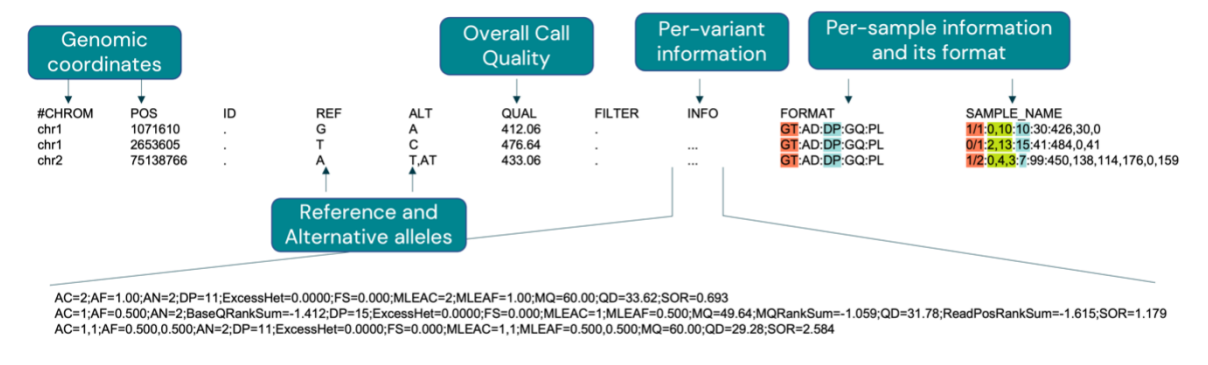 Genomic
coordinates
Overall Call
Quality
Per-variant
information
Per-sample information
and its format
#CHROM POS ID REF ALT QUAL FILTER INFO FORMAT SAMPLE_NAME
chr1 1071610 . G A 412.06 . GT:AD:DP:GQ:PL 1/1:0,10:10:30:426,30,0
chr1 2653605 . T C 476.64 . ... GT:AD:DP:GQ:PL 0/1:2,13:15:41:484,0,41
chr2 75138766 . A T,AT 433.06 . ... GT:AD:DP:GQ:PL 1/2:0,4,3:7:99:450,138,114,176,0,159
Reference and
Alternative alleles
AC=2;AF=1.00;AN=2;DP=11;ExcessHet=0.0000;FS=0.000;MLEAC=2;MLEAF=1.00;MQ=60.00;QD=33.62;SOR=0.693
AC=1;AF=0.500;AN=2;BaseQRankSum=-1.412;DP=15;ExcessHet=0.0000;FS=0.000;MLEAC=1;MLEAF=0.500;MQ=49.64;MQRankSum=-1.059;QD=31.78;ReadPosRankSum=-1.615;SOR=1.179
AC=1,1;AF=0.500,0.500;AN=2;DP=11;ExcessHet=0.0000;FS=0.000;MLEAC=1,1;MLEAF=0.500,0.500;MQ=60.00;QD=29.28;SOR=2.584